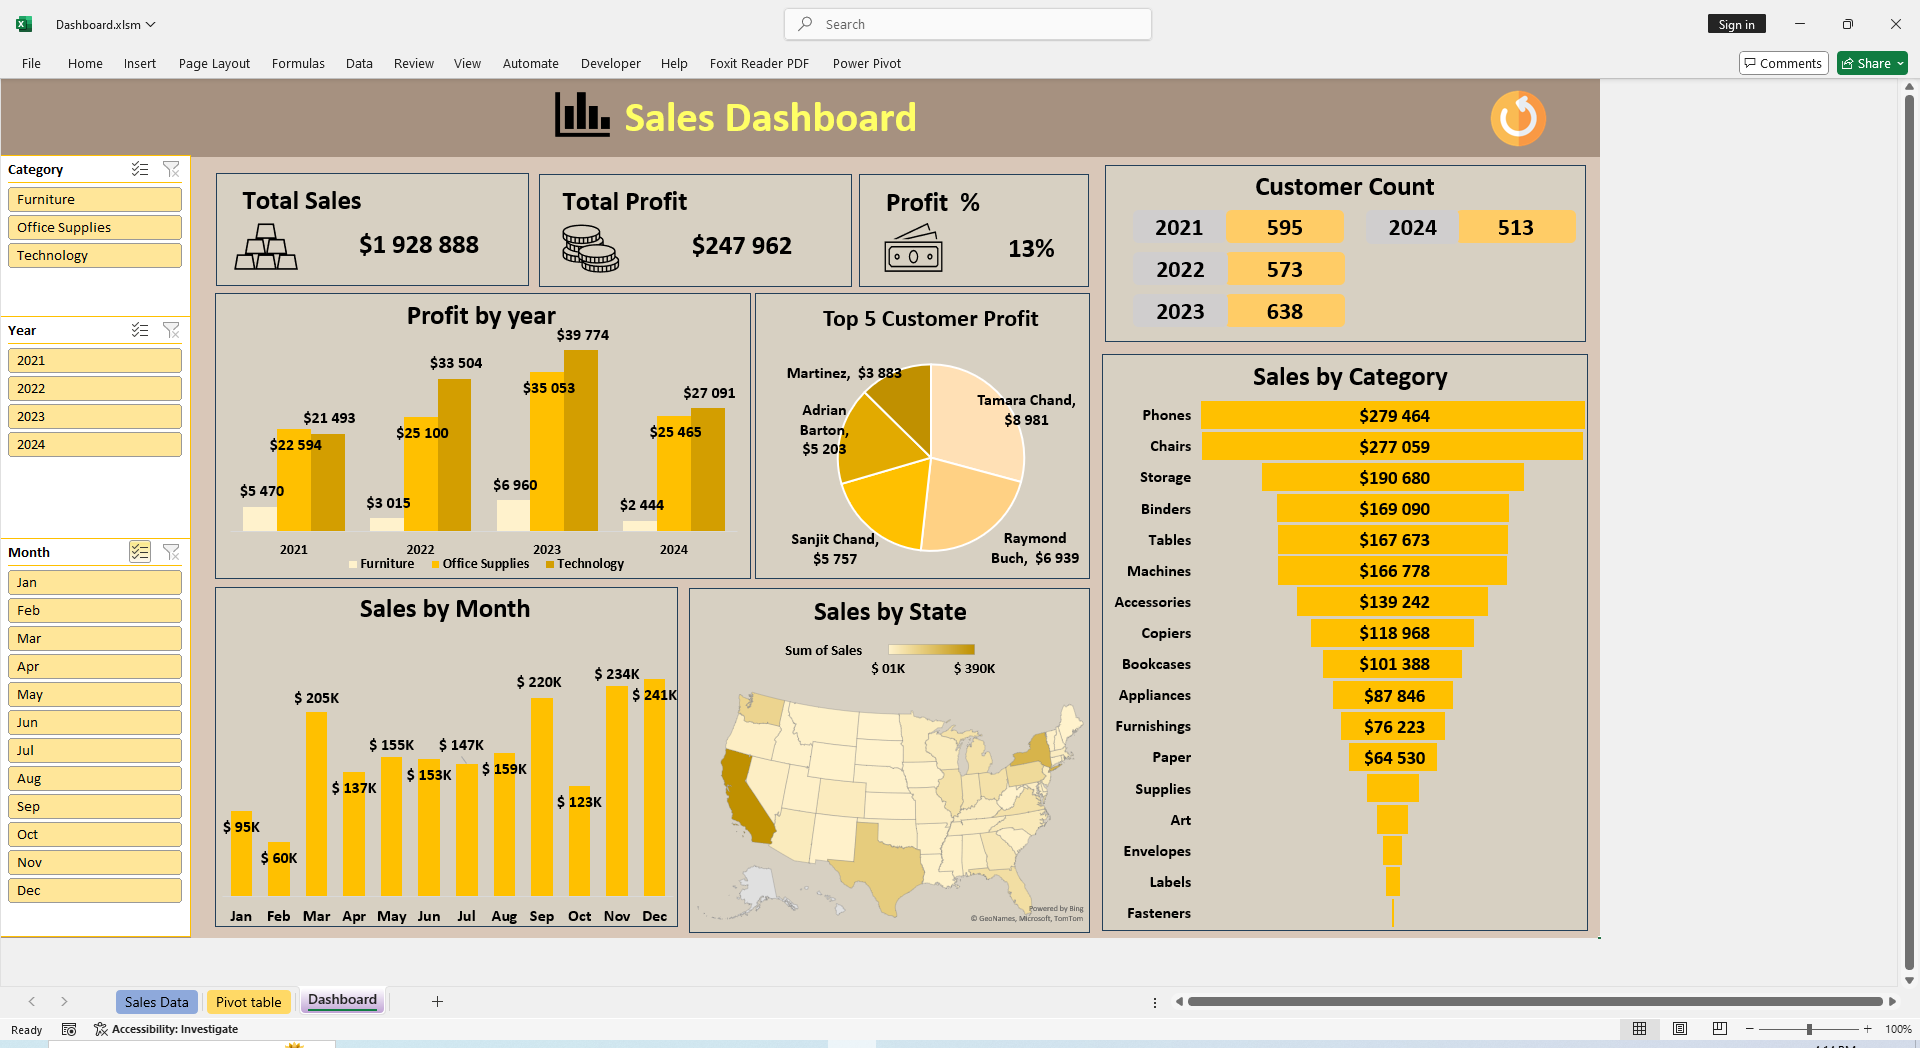 Dashboard.xlsm
Search
Sign in
File Home Insert Page Layout Formulas Data Review View Automate Developer Help Foxit Reader PDF Power Pivot
Comments Share
Sales Dashboard
Category
Furniture
Office Supplies
Technology
Year
2021
2022
2023
2024
Month
Jan
Feb
Mar
Apr
May
Jun
Jul
Aug
Sep
Oct
Nov
Dec
Total Sales
$1 928 888
Total Profit
$247 962
Profit %
13%
Customer Count
2021 595 2024 513
2022 573
2023 638
Profit by year
$39 774
$33 504
$35 053
$27 091
$21 493
$22 594
$25 100
$25 465
$5 470
$3 015
$6 960
$2 444
2021 2022 2023 2024
Furniture Office Supplies Technology
Top 5 Customer Profit
Martinez, $3 883
Tamara Chand,
$8 981
Adrian
Barton,
$5 203
Sanjit Chand,
$5 757
Raymond
Buch, $6 939
Sales by Category
Phones $279 464
Chairs $277 059
Storage $190 680
Binders $169 090
Tables $167 673
Machines $166 778
Accessories $139 242
Copiers $118 968
Bookcases $101 388
Appliances $87 846
Furnishings $76 223
Paper $64 530
Supplies
Art
Envelopes
Labels
Fasteners
Sales by Month
$ 95K
$ 60K
$ 205K
$ 137K
$ 155K
$ 153K
$ 147K
$ 159K
$ 220K
$ 123K
$ 234K
$ 241K
Jan Feb Mar Apr May Jun Jul Aug Sep Oct Nov Dec
Sales by State
Sum of Sales
$ 01K $ 390K
Powered by Bing
© GeoNames, Microsoft, TomTom
Sales Data Pivot table Dashboard
Ready Accessibility: Investigate
100%